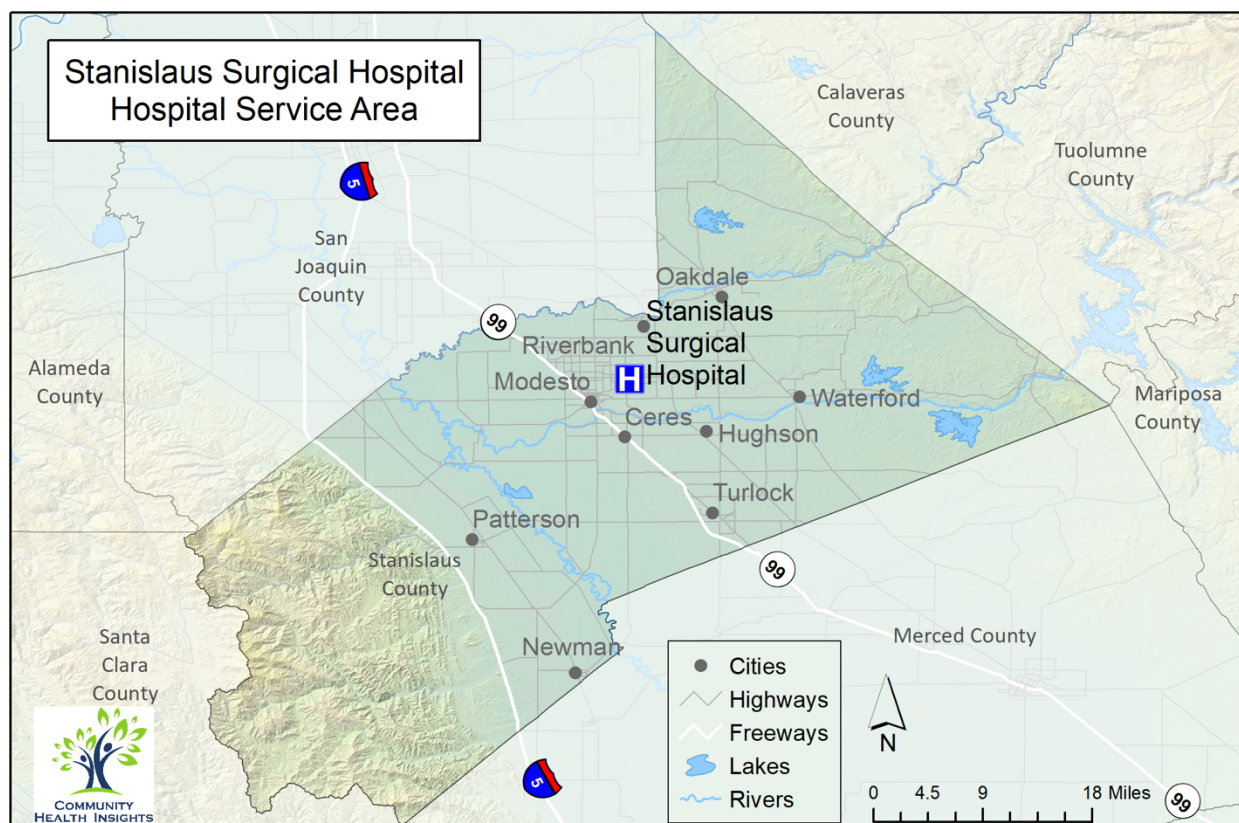 Stanislaus Surgical Hospital
Hospital Service Area
Calaveras
County
Tuolumne
County
5
San
Joaquin
County
Oakdale
99
Stanislaus
Surgical
Hospital
Riverbank
H
Modesto
Alameda
County
Waterford
Mariposa
County
Ceres
Hughson
Turlock
Patterson
Stanislaus
County
99
Merced County
Santa
Clara
County
Newman
Cities
Highways
Freeways
Lakes
Rivers
N
5
0 4.5 9 18 Miles
99
COMMUNITY
HEALTH INSIGHTS